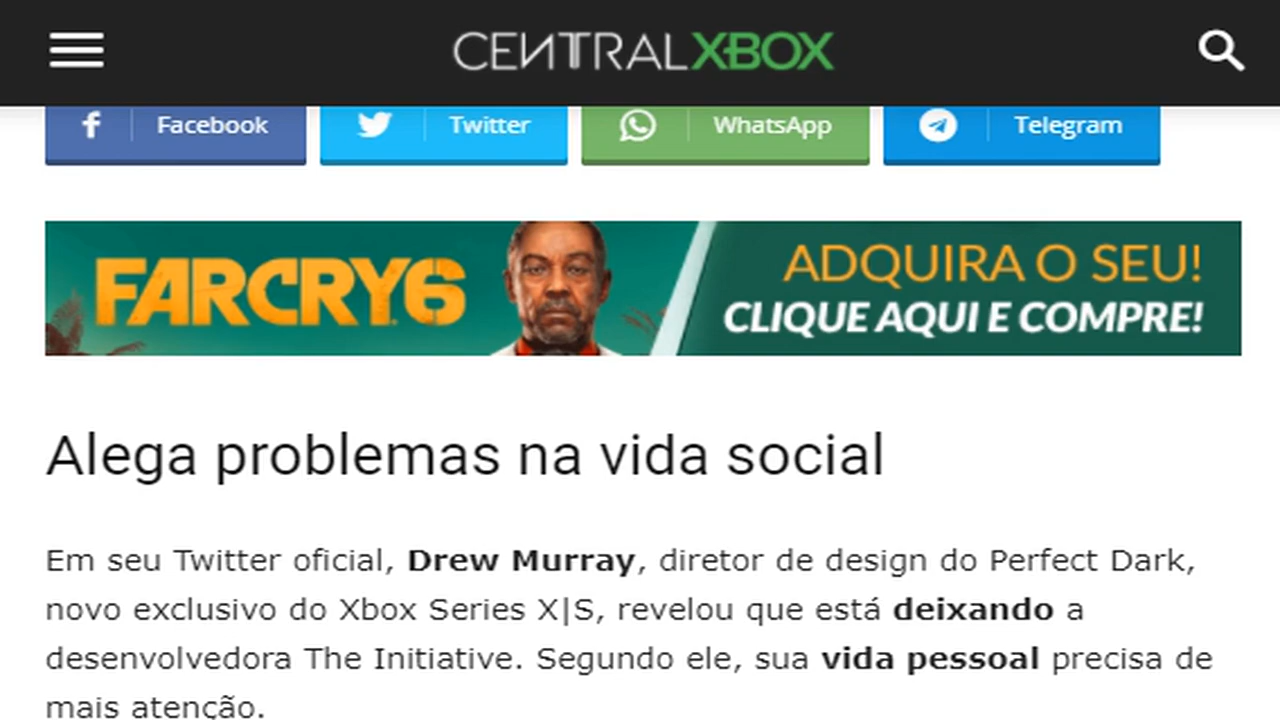 CENTRALXBOX
Facebook Twitter WhatsApp Telegram
FARCRY6
ADQUIRA O SEU!
CLIQUE AQUI E COMPRE!
Alega problemas na vida social
Em seu Twitter oficial, Drew Murray, diretor de design do Perfect Dark,
novo exclusivo do Xbox Series X|S, revelou que está deixando a
desenvolvedora The Initiative. Segundo ele, sua vida pessoal precisa de
mais atenção.